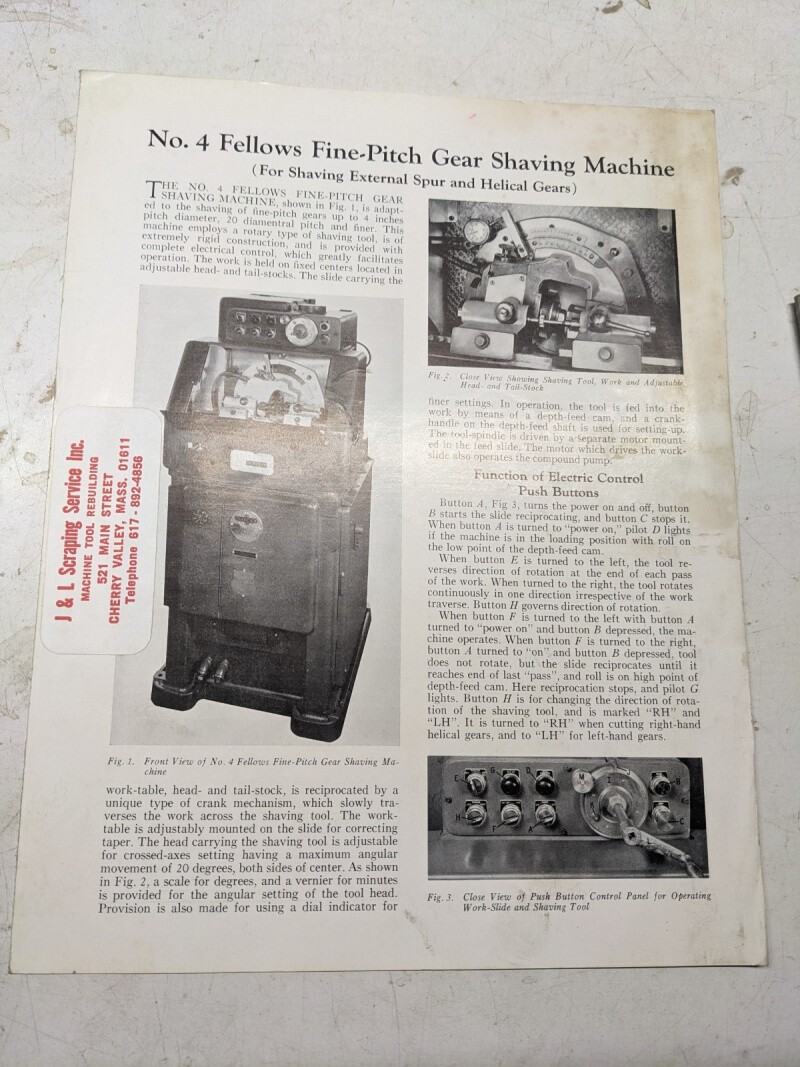 No. 4 Fellows Fine-Pitch Gear Shaving Machine
(For Shaving External Spur and Helical Gears)
THE NO. 4 FELLOWS FINE-PITCH GEAR
SHAVING MACHINE, shown in Fig. 1, is adapt-
ed to the shaving of fine-pitch gears up to 4 inches
pitch diameter, 20 diamentral pitch and finer. This
machine employs a rotary type of shaving tool, is of
extremely rigid construction, and is provided with
complete electrical control, which greatly facilitates
operation. The work is held on fixed centers located in
adjustable head- and tail-stocks. The slide carrying the
J & L Scraping Service Inc.
MACHINE TOOL REBUILDING
521 MAIN STREET
CHERRY VALLEY, MASS. 01611
Telephone 617 - 892-4856
Fig. 1. Front View of No. 4 Fellows Fine-Pitch Gear Shaving Ma-
chine
work-table, head- and tail-stock, is reciprocated by a
unique type of crank mechanism, which slowly tra-
verses the work across the shaving tool. The work-
table is adjustably mounted on the slide for correcting
taper. The head carrying the shaving tool is adjustable
for crossed-axes setting having a maximum angular
movement of 20 degrees, both sides of center. As shown
in Fig. 2, a scale for degrees, and a vernier for minutes
is provided for the angular setting of the tool head.
Provision is also made for using a dial indicator for
Fig. 2. Close View Showing Shaving Tool, Work and Adjustable
Head- and Tail-Stock
finer settings. In operation, the tool is fed into the
work by means of a depth-feed cam, and a crank-
handle on the depth-feed shaft is used for setting-up.
The tool-spindle is driven by a separate motor mount-
ed in the feed slide. The motor which drives the work-
slide also operates the compound pump.
Function of Electric Control
Push Buttons
Button A, Fig 3, turns the power on and off, button
B starts the slide reciprocating, and button C stops it.
When button A is turned to "power on," pilot D lights
if the machine is in the loading position with roll on
the low point of the depth-feed cam.
When button E is turned to the left, the tool re-
verses direction of rotation at the end of each pass
of the work. When turned to the right, the tool rotates
continuously in one direction irrespective of the work
traverse. Button H governs direction of rotation.
When button F is turned to the left with button A
turned to "power on" and button B depressed, the ma-
chine operates. When button F is turned to the right,
button A turned to "on" and button B depressed, tool
does not rotate, but the slide reciprocates until it
reaches end of last "pass", and roll is on high point of
depth-feed cam. Here reciprocation stops, and pilot G
lights. Button H is for changing the direction of rota-
tion of the shaving tool, and is marked "RH" and
"LH". It is turned to "RH" when cutting right-hand
helical gears, and to "LH" for left-hand gears.
E G D M B
H F A C
Fig. 3. Close View of Push Button Control Panel for Operating
Work-Slide and Shaving Tool